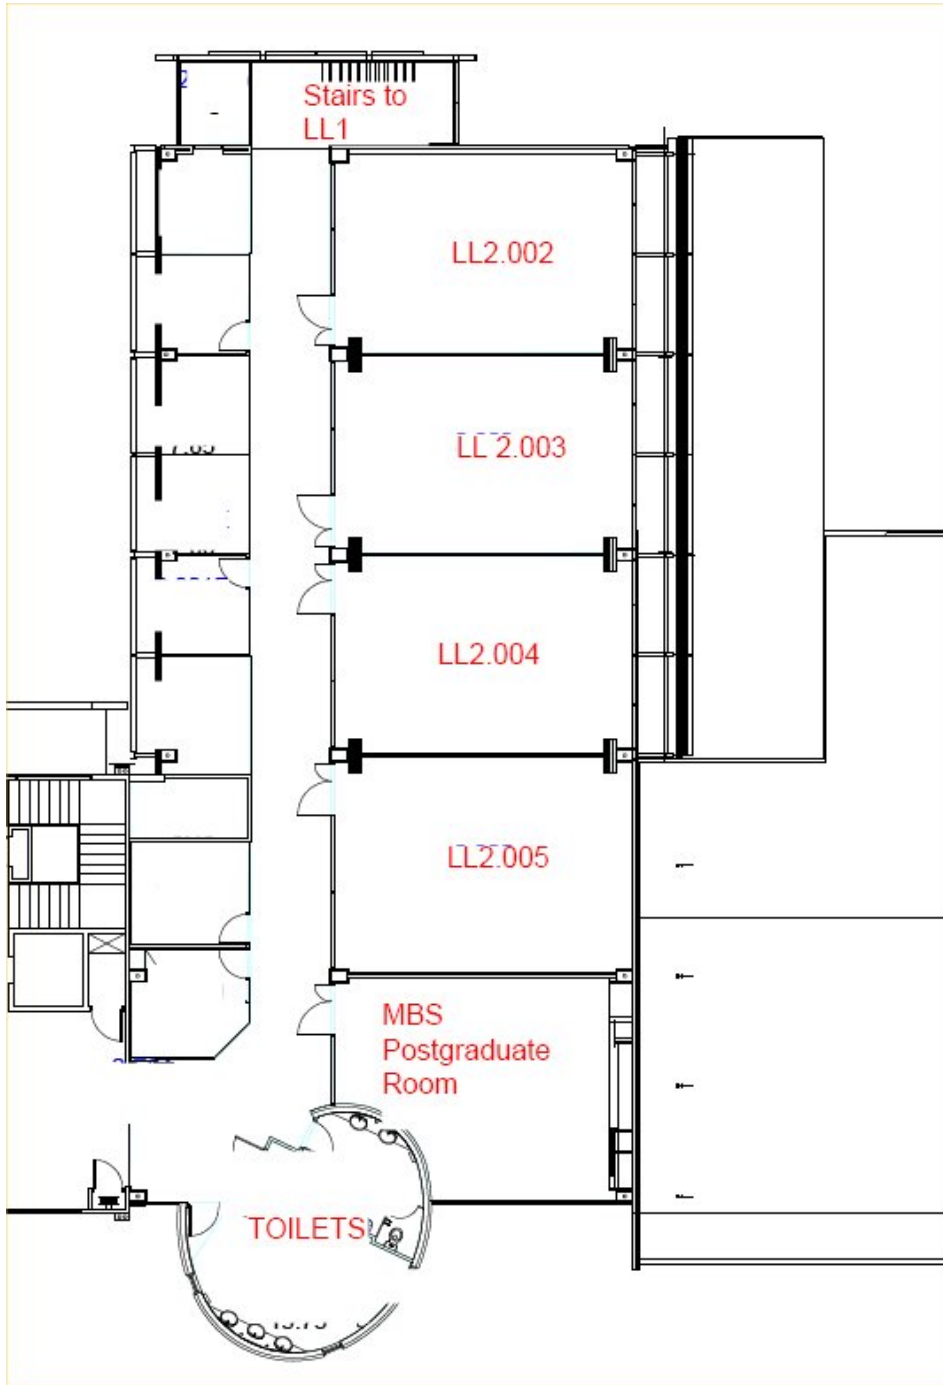 Stairs to
LL1
LL2.002
LL 2.003
LL2.004
LL2.005
MBS
Postgraduate
Room
TOILETS